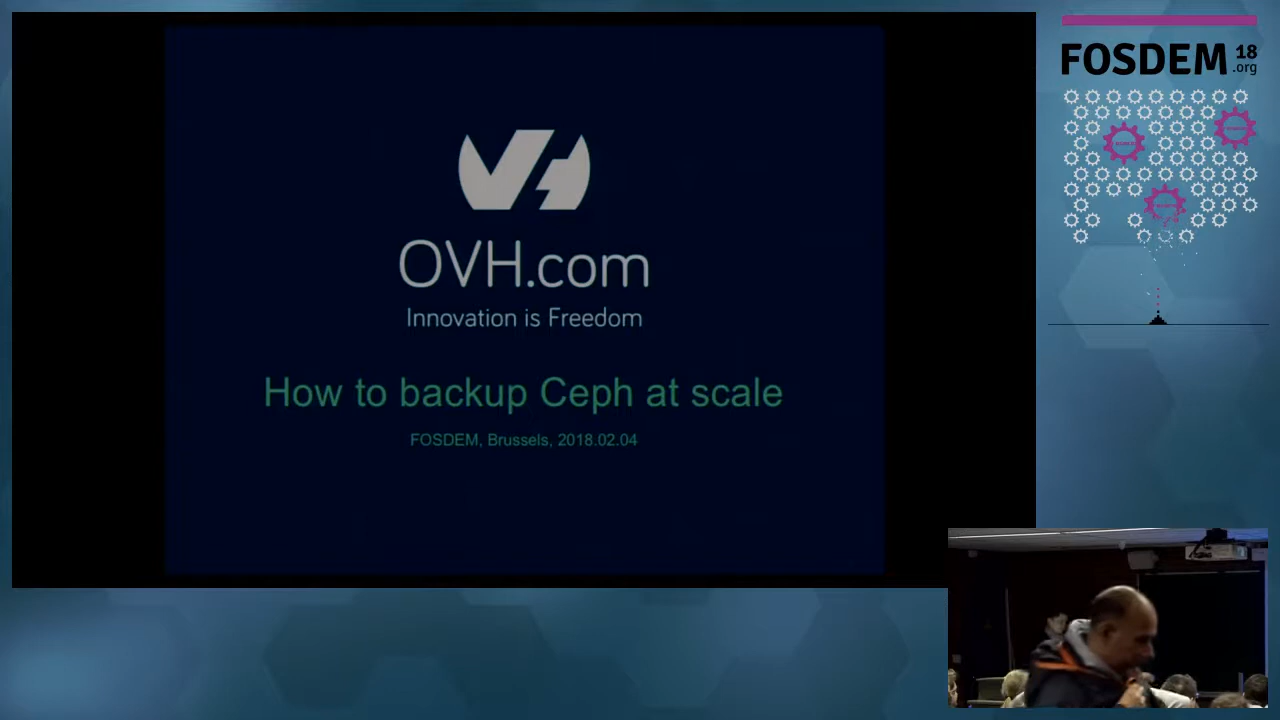 OVH.com
Innovation is Freedom
How to backup Ceph at scale
FOSDEM, Brussels, 2018.02.04
FOSDEM 18
.org